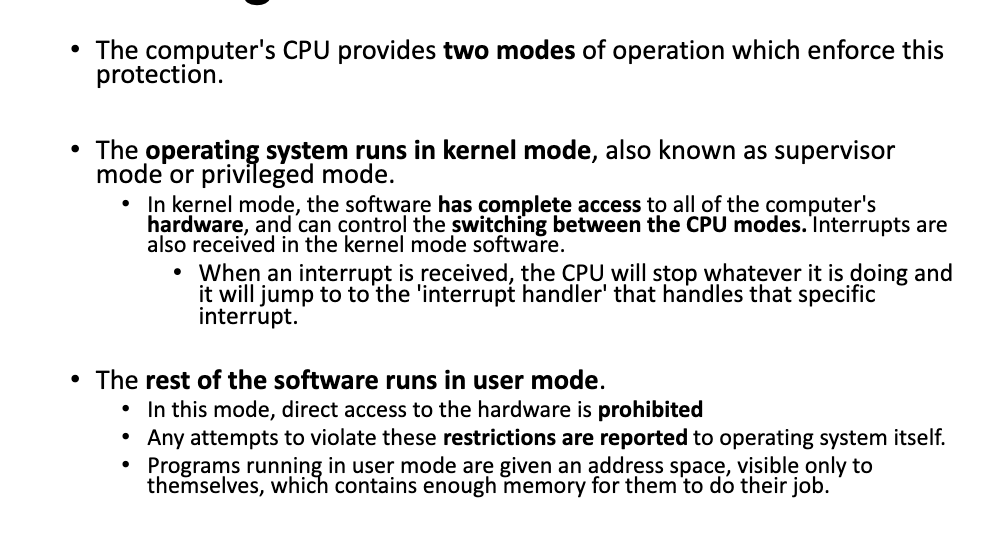 • The computer's CPU provides two modes of operation which enforce this
protection.
• The operating system runs in kernel mode, also known as supervisor
mode or privileged mode.
• In kernel mode, the software has complete access to all of the computer's
hardware, and can control the switching between the CPU modes. Interrupts are
also received in the kernel mode software.
• When an interrupt is received, the CPU will stop whatever it is doing and
it will jump to to the 'interrupt handler' that handles that specific
interrupt.
• The rest of the software runs in user mode.
• In this mode, direct access to the hardware is prohibited
• Any attempts to violate these restrictions are reported to operating system itself.
• Programs running in user mode are given an address space, visible only to
themselves, which contains enough memory for them to do their job.